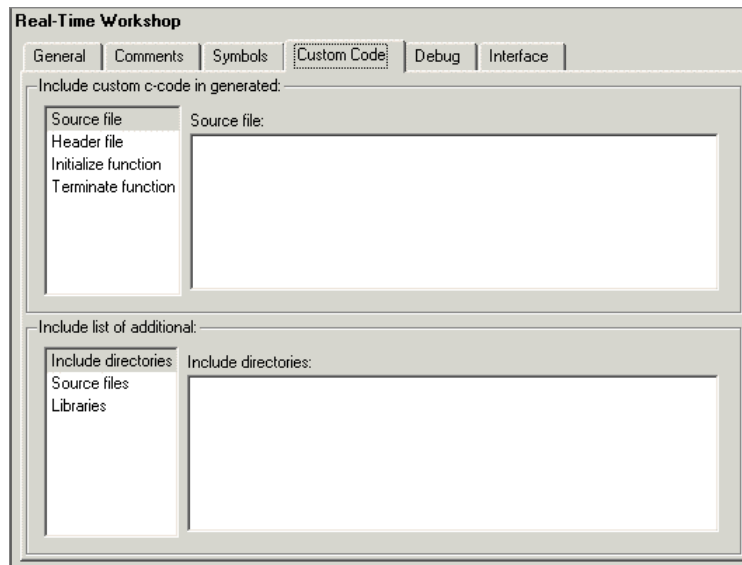 Real-Time Workshop
General Comments Symbols Custom Code Debug Interface
Include custom c-code in generated:
Source file
Header file
Initialize function
Terminate function
Source file:
Include list of additional:
Include directories
Source files
Libraries
Include directories: